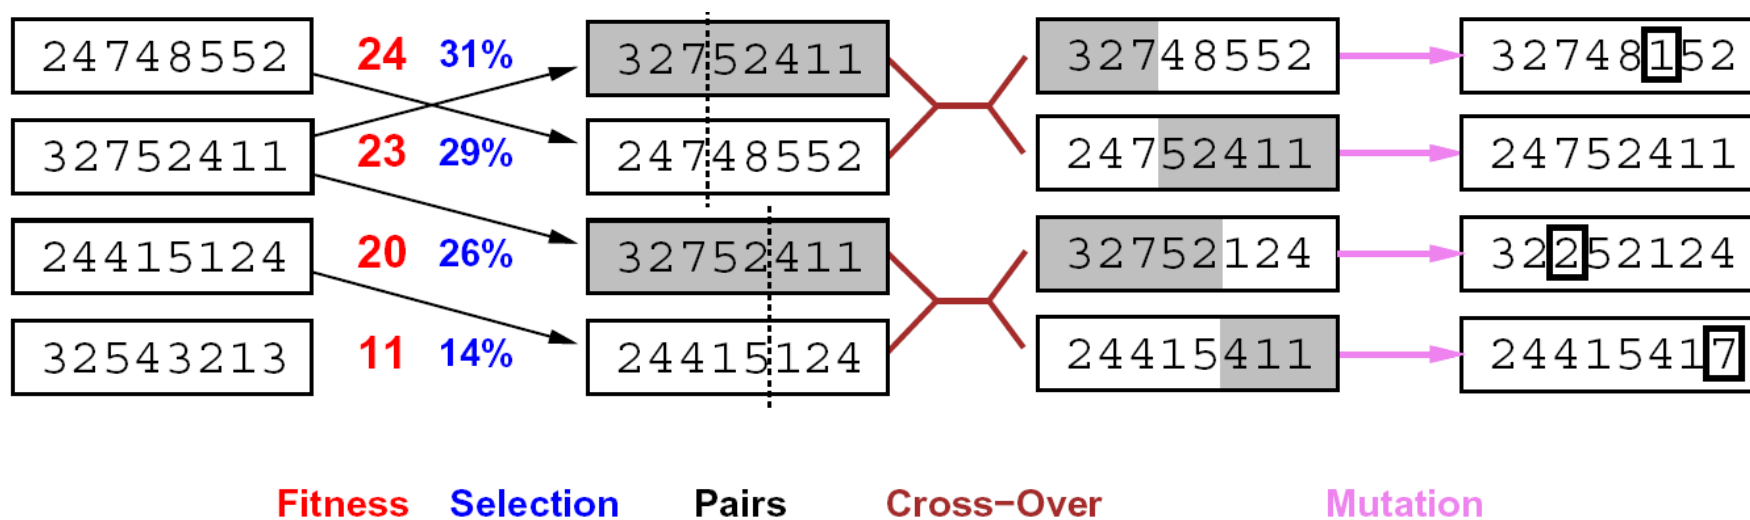 24748552 24 31% 32752411 32748552 32748152
32752411 23 29% 24748552 24752411 24752411
24415124 20 26% 32752411 32752124 32252124
32543213 11 14% 24415124 24415411 24415417
Fitness Selection Pairs Cross−Over Mutation